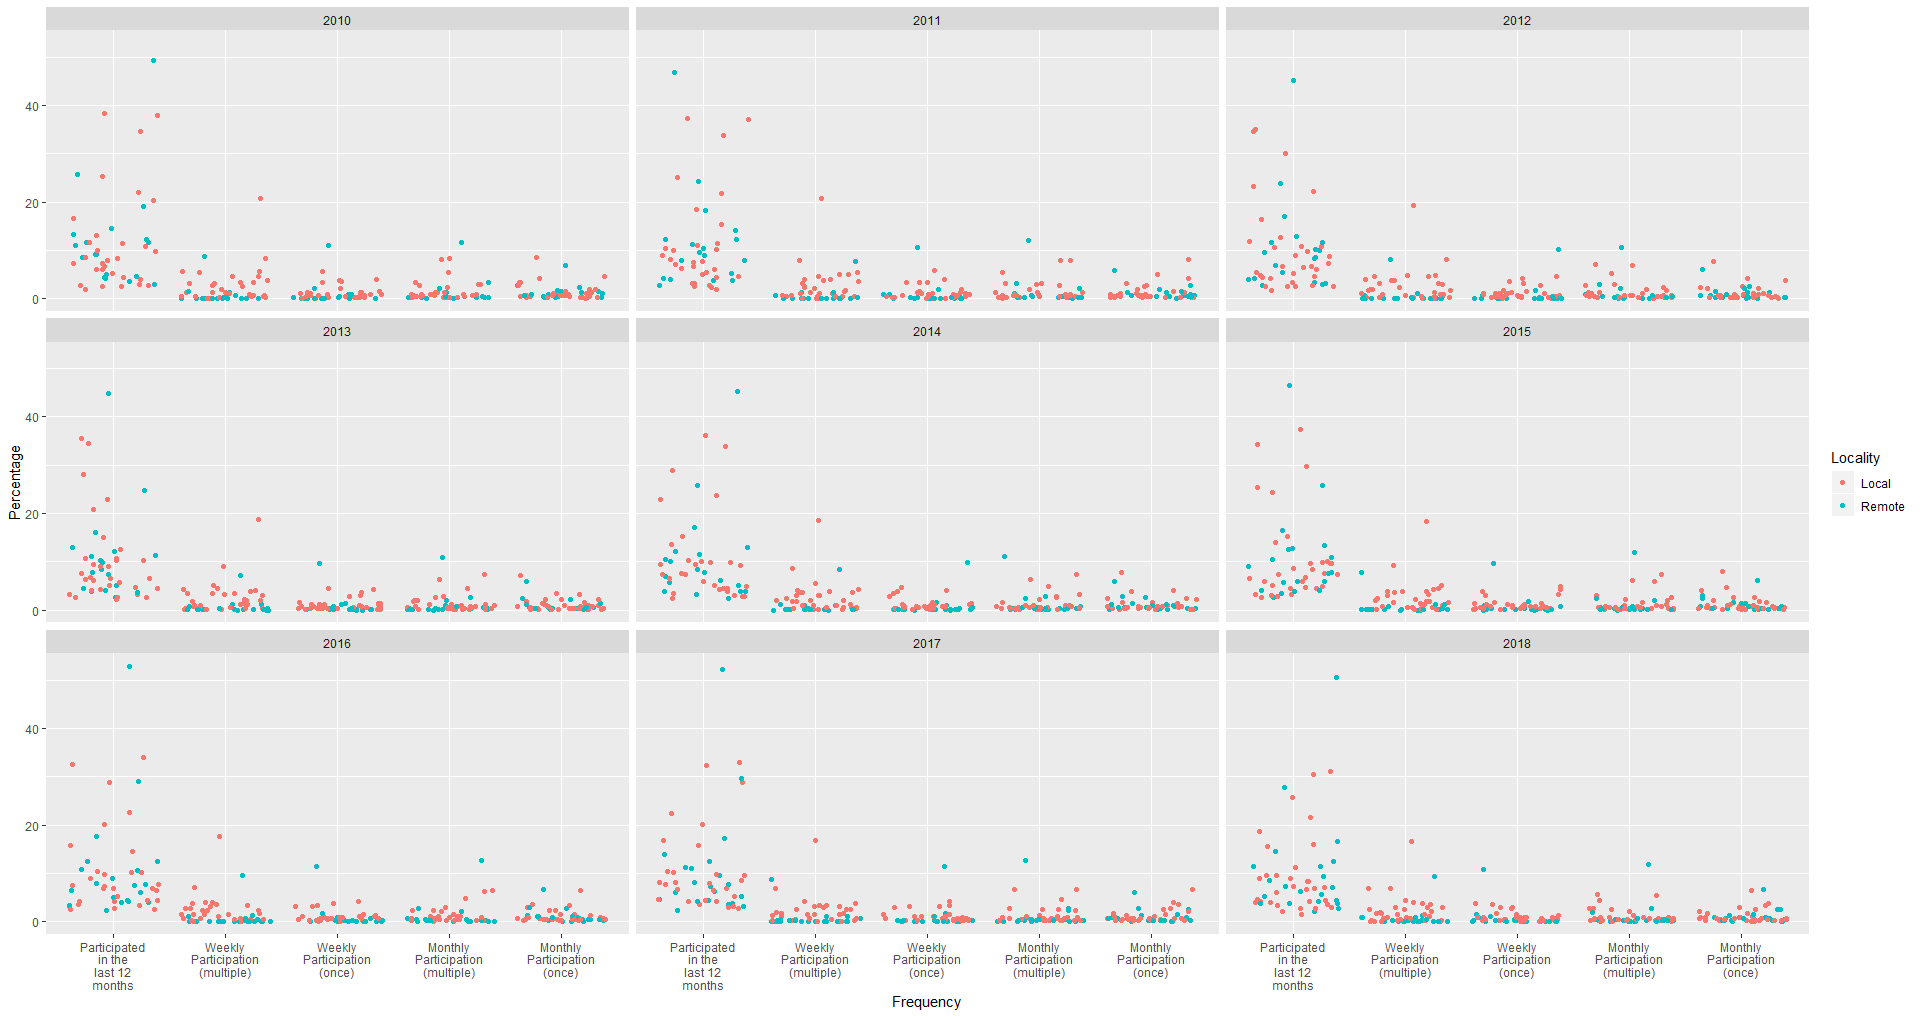 2010
2011
2012
40
20
0
2013
2014
2015
40
20
0
Percentage
Locality
Local
Remote
2016
2017
2018
40
20
0
Participated
in the
last 12
months
Weekly
Participation
(multiple)
Weekly
Participation
(once)
Monthly
Participation
(multiple)
Monthly
Participation
(once)
Participated
in the
last 12
months
Weekly
Participation
(multiple)
Weekly
Participation
(once)
Monthly
Participation
(multiple)
Monthly
Participation
(once)
Participated
in the
last 12
months
Weekly
Participation
(multiple)
Weekly
Participation
(once)
Monthly
Participation
(multiple)
Monthly
Participation
(once)
Frequency